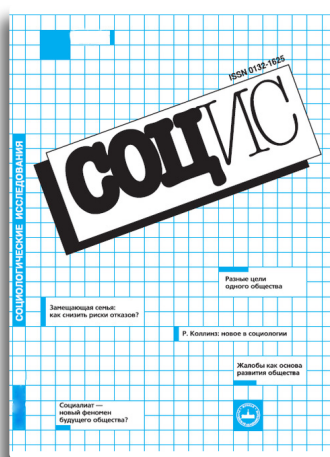 ISSN 0132-1625
СОЦИС
СОЦИОЛОГИЧЕСКИЕ ИССЛЕДОВАНИЯ
Разные цели
одного общества
Замещающая семья:
как снизить риски отказов?
Р. Коллинз: новое в социологии
Жалобы как основа
развития общества
Социалиат —
новый феномен
будущего общества?